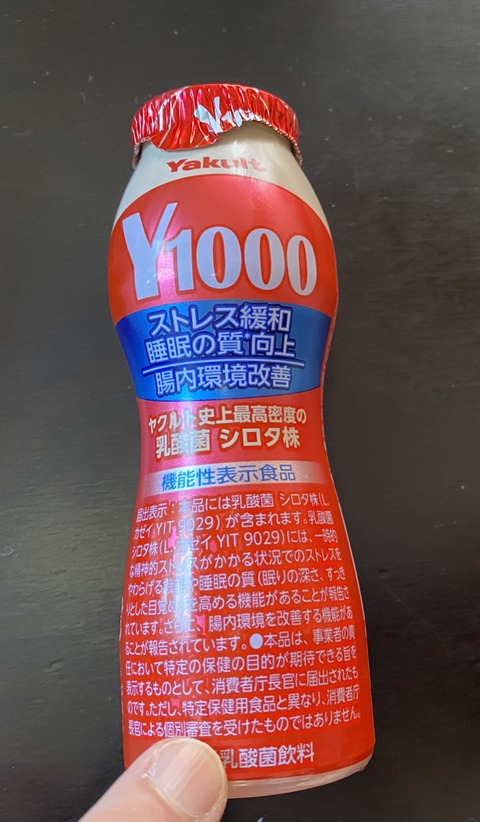 Yakult
Y1000
ストレス緩和
睡眠の質*向上
腸内環境改善
ヤクルト史上最高密度の
乳酸菌 シロタ株
機能性表示食品
届出表示:本品には乳酸菌 シロタ株(L.
カゼイ YIT 9029)が含まれます。乳酸菌
シロタ株(L.カゼイ YIT 9029)には、一時的
な精神的ストレスがかかる状況でのストレスを
やわらげる機能や睡眠の質(眠りの深さ、すっき
りとした目覚め)を高める機能があることが報告さ
れています。さらに、腸内環境を改善する機能があ
ることが報告されています。●本品は、事業者の責
任において特定の保健の目的が期待できる旨を
表示するものとして、消費者庁長官に届出されたも
のです。ただし、特定保健用食品と異なり、消費者庁
長官による個別審査を受けたものではありません。
乳酸菌飲料